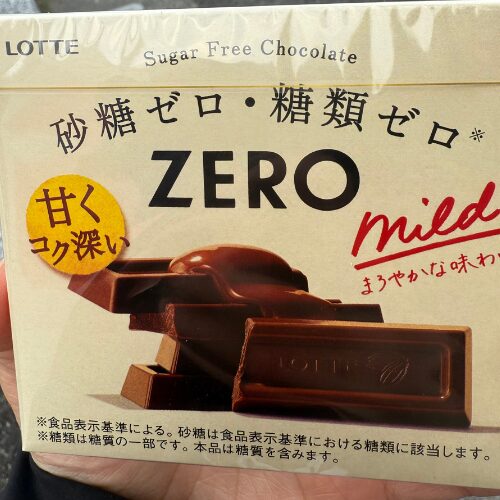 LOTTE
Sugar Free Chocolate
砂糖ゼロ・糖類ゼロ※
ZERO
甘く
コク深い
mild
まろやかな味わい
LOTTE
※食品表示基準による。砂糖は食品表示基準における糖類に該当します。
※糖類は糖質の一部です。本品は糖質を含みます。